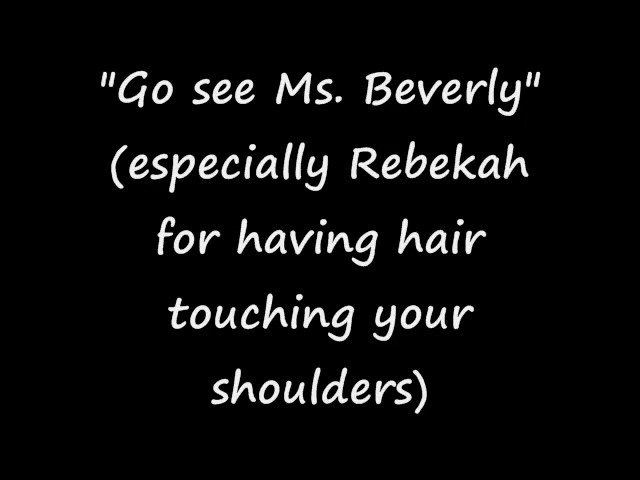 "Go see Ms. Beverly"
(especially Rebekah
for having hair
touching your
shoulders)